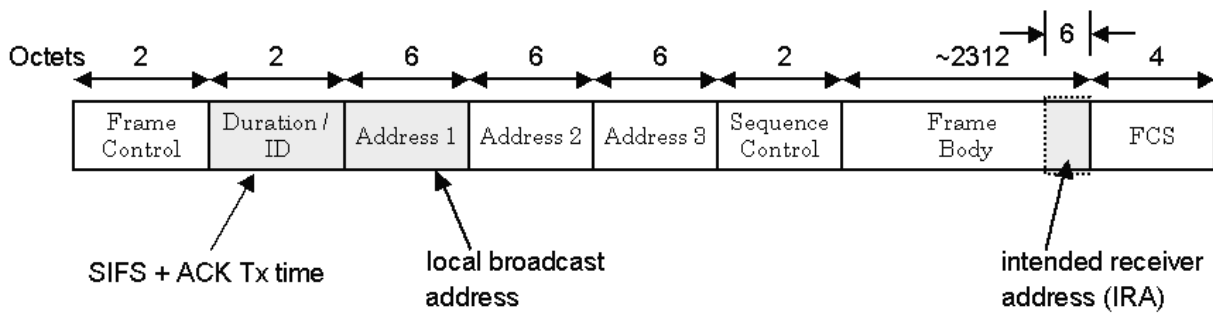 6
Octets 2 2 6 6 6 2 ~2312 4
Frame Control
Duration / ID
Address 1
Address 2
Address 3
Sequence Control
Frame Body
FCS
SIFS + ACK Tx time
local broadcast
address
intended receiver
address (IRA)